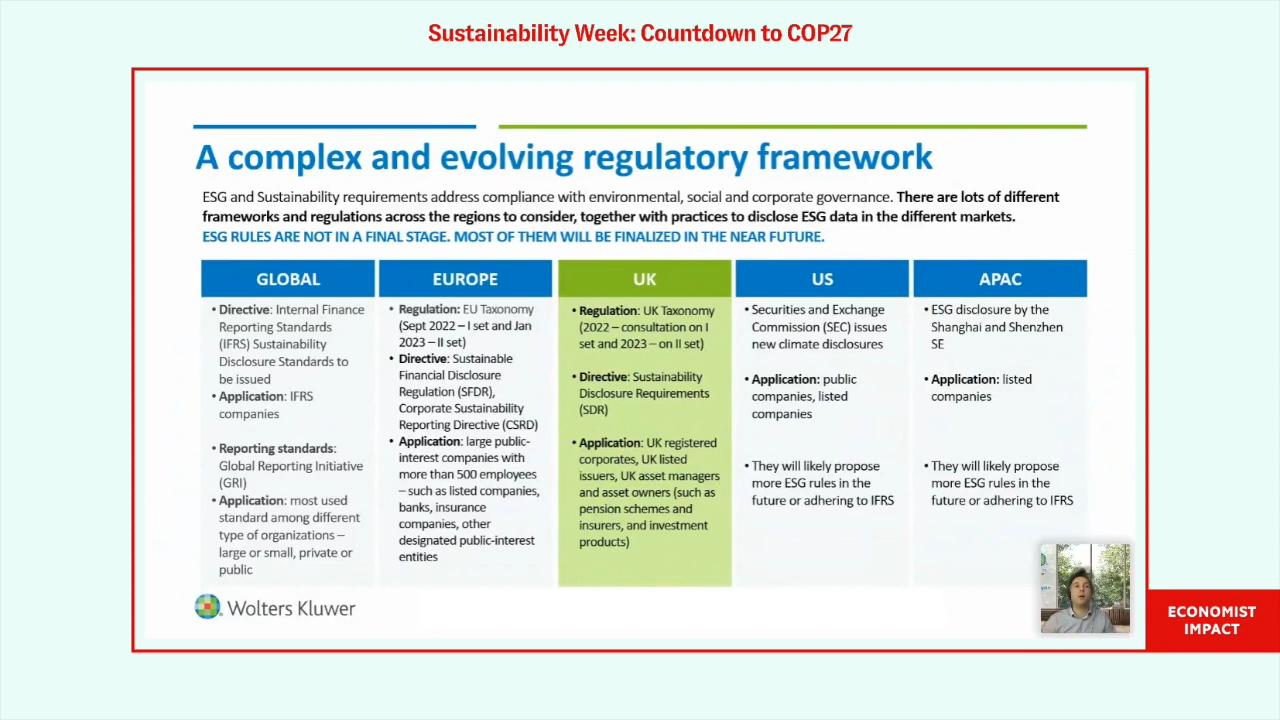 Sustainability Week: Countdown to COP27
A complex and evolving regulatory framework
ESG and Sustainability requirements address compliance with environmental, social and corporate governance. There are lots of different
frameworks and regulations across the regions to consider, together with practices to disclose ESG data in the different markets.
ESG RULES ARE NOT IN A FINAL STAGE. MOST OF THEM WILL BE FINALIZED IN THE NEAR FUTURE.
GLOBAL
• Directive: Internal Finance
Reporting Standards
(IFRS) Sustainability
Disclosure Standards to
be issued
• Application: IFRS
companies
• Reporting standards:
Global Reporting Initiative
(GRI)
• Application: most used
standard among different
type of organizations –
large or small, private or
public
EUROPE
• Regulation: EU Taxonomy
(Sept 2022 – I set and Jan
2023 – II set)
• Directive: Sustainable
Financial Disclosure
Regulation (SFDR),
Corporate Sustainability
Reporting Directive (CSRD)
• Application: large public-
interest companies with
more than 500 employees
– such as listed companies,
banks, insurance
companies, other
designated public-interest
entities
UK
• Regulation: UK Taxonomy
(2022 – consultation on I
set and 2023 – on II set)
• Directive: Sustainability
Disclosure Requirements
(SDR)
• Application: UK registered
corporates, UK listed
issuers, UK asset managers
and asset owners (such as
pension schemes and
insurers, and investment
products)
US
• Securities and Exchange
Commission (SEC) issues
new climate disclosures
• Application: public
companies, listed
companies
• They will likely propose
more ESG rules in the
future or adhering to IFRS
APAC
• ESG disclosure by the
Shanghai and Shenzhen
SE
• Application: listed
companies
• They will likely propose
more ESG rules in the
future or adhering to IFRS
Wolters Kluwer
ECONOMIST
IMPACT